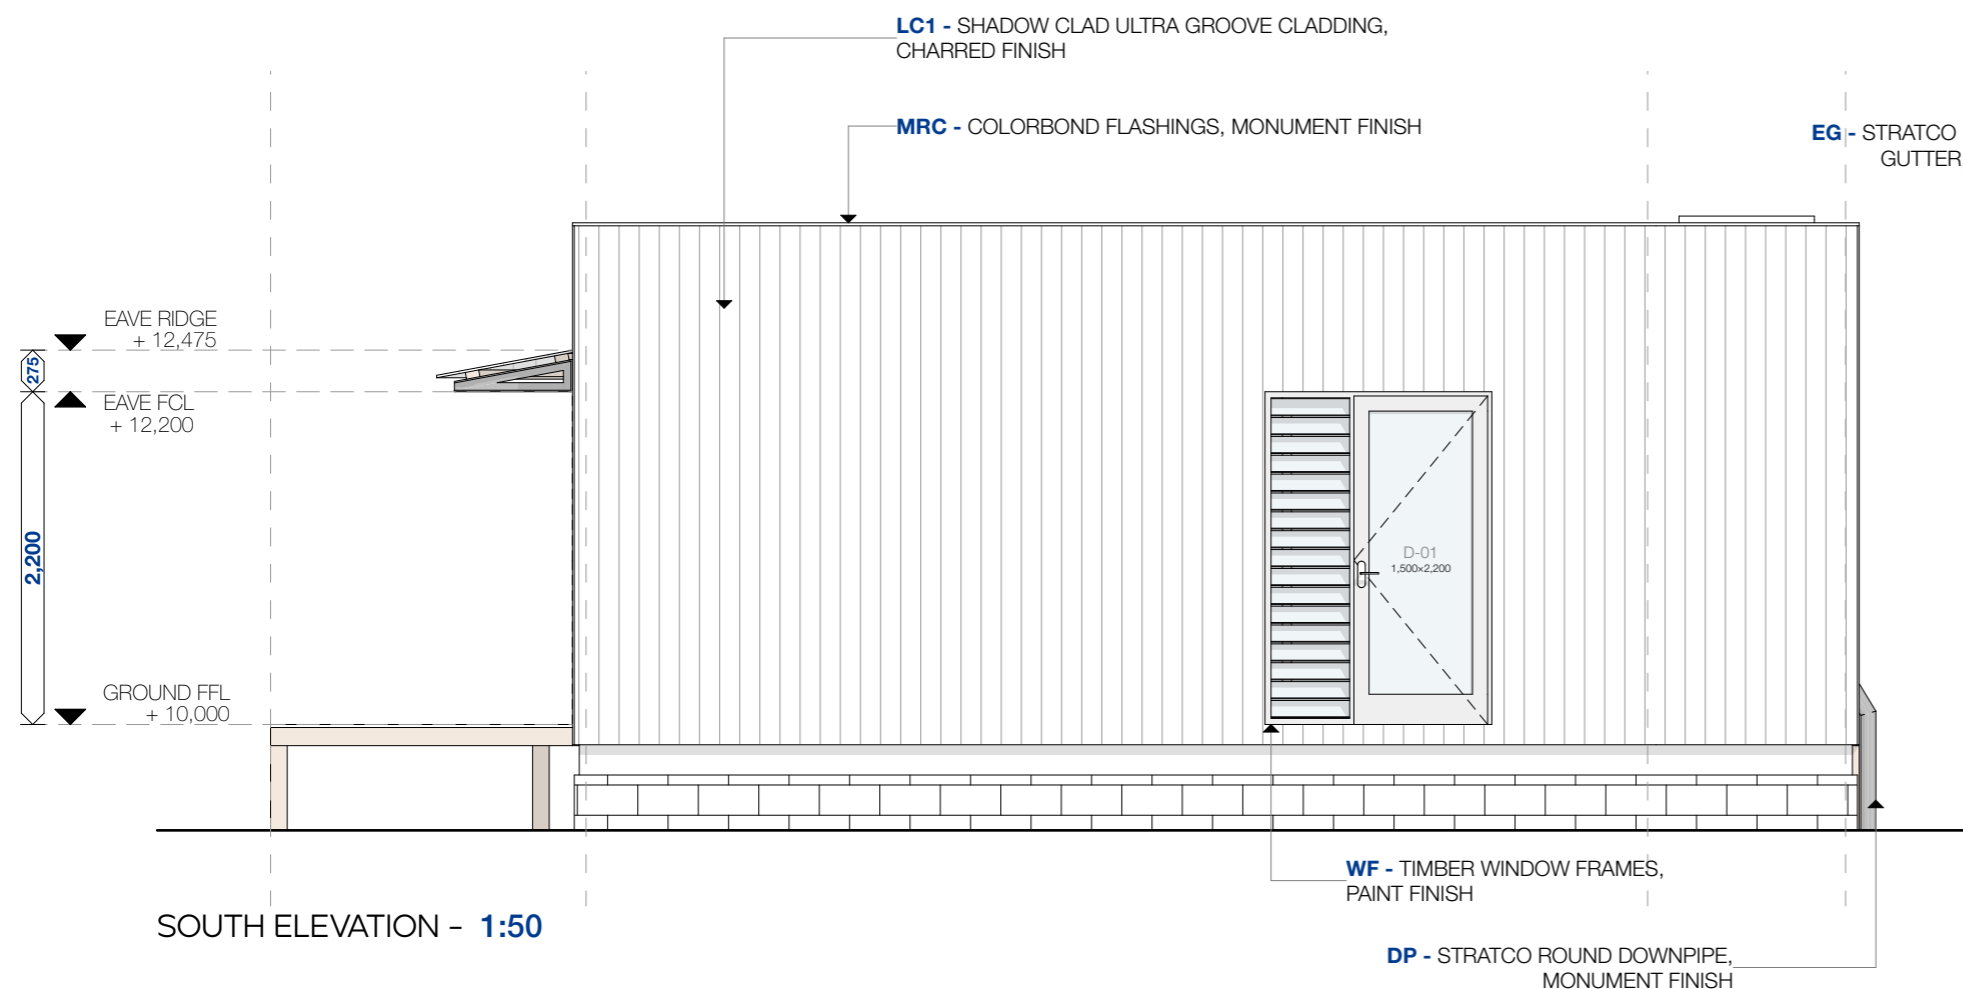 LC1 - SHADOW CLAD ULTRA GROOVE CLADDING,
CHARRED FINISH
MRC - COLORBOND FLASHINGS, MONUMENT FINISH
EG - STRATCO
GUTTER
EAVE RIDGE
+ 12,475
275
EAVE FCL
+ 12,200
2,200
D-01
1,500×2,200
GROUND FFL
+ 10,000
WF - TIMBER WINDOW FRAMES,
PAINT FINISH
SOUTH ELEVATION - 1:50
DP - STRATCO ROUND DOWNPIPE,
MONUMENT FINISH